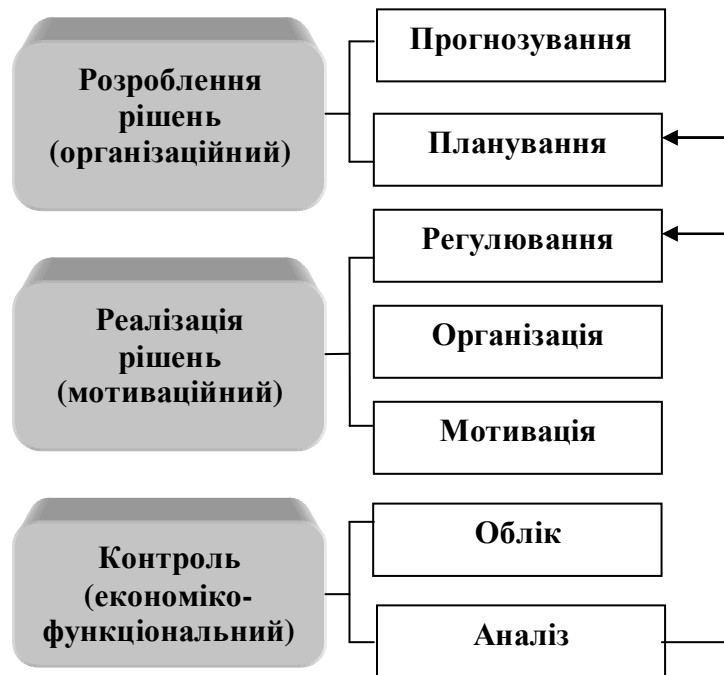 Розроблення
рішень
(організаційний)
Прогнозування
Планування
Реалізація
рішень
(мотиваційний)
Регулювання
Організація
Мотивація
Контроль
(економіко-
функціональний)
Облік
Аналіз